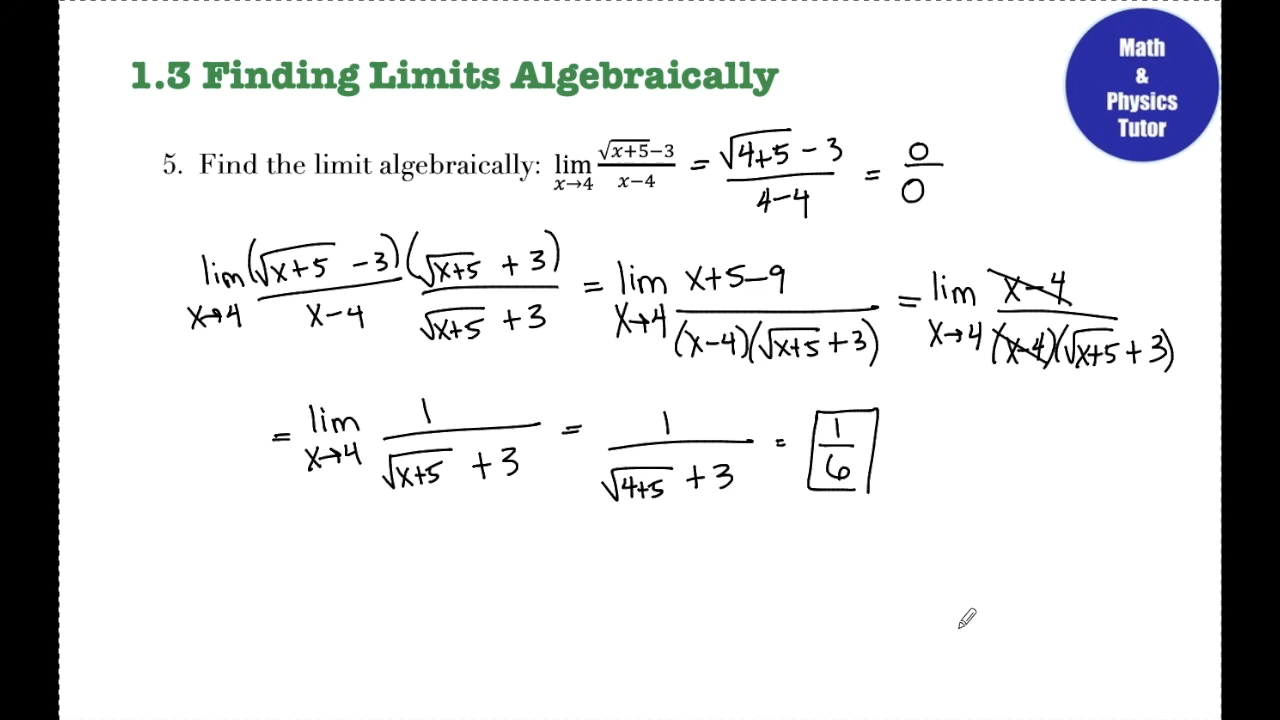 1.3 Finding Limits Algebraically
Math
&
Physics
Tutor
5. Find the limit algebraically: lim x→4 (√(x+5)−3)/(x−4) = (√(4+5) − 3)/(4−4) = 0/0
lim x→4 (√(x+5) −3)/(x−4) (√(x+5) + 3)/(√(x+5) + 3) = lim x→4 (x+5−9)/((x−4)(√(x+5) + 3)) = lim x→4 (x−4)/((x−4)(√(x+5) + 3))
= lim x→4 1/(√(x+5) + 3) = 1/(√(4+5) + 3) = 1/6